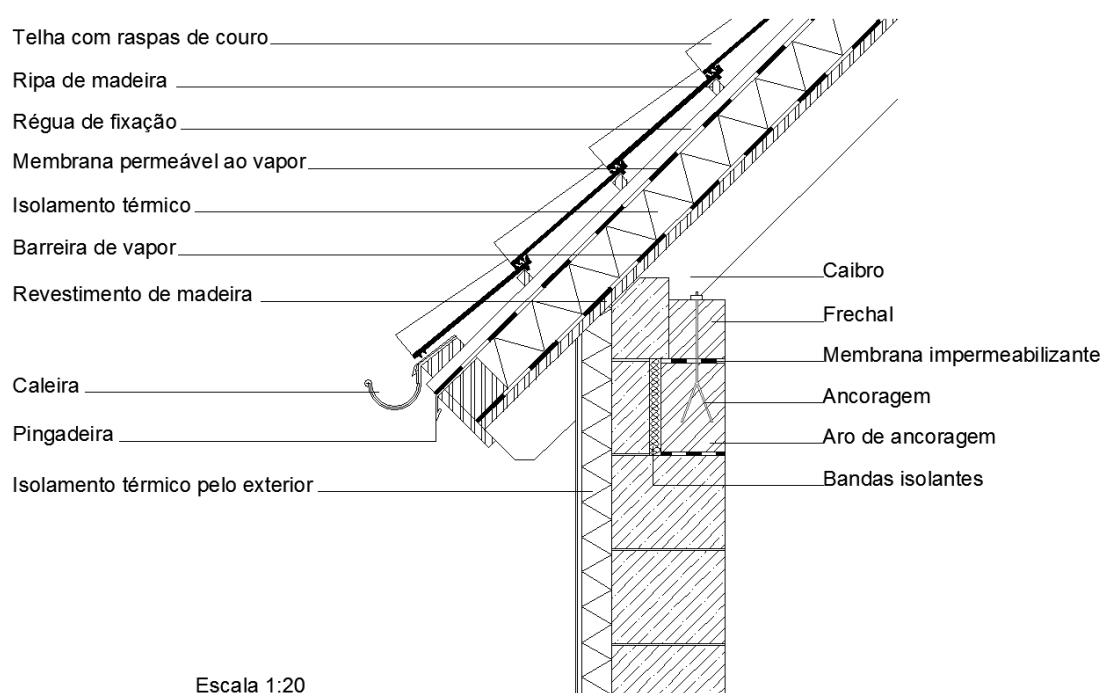 Telha com raspas de couro
Ripa de madeira
Régua de fixação
Membrana permeável ao vapor
Isolamento térmico
Barreira de vapor
Revestimento de madeira
Caleira
Pingadeira
Isolamento térmico pelo exterior
Caibro
Frechal
Membrana impermeabilizante
Ancoragem
Aro de ancoragem
Bandas isolantes
Escala 1:20